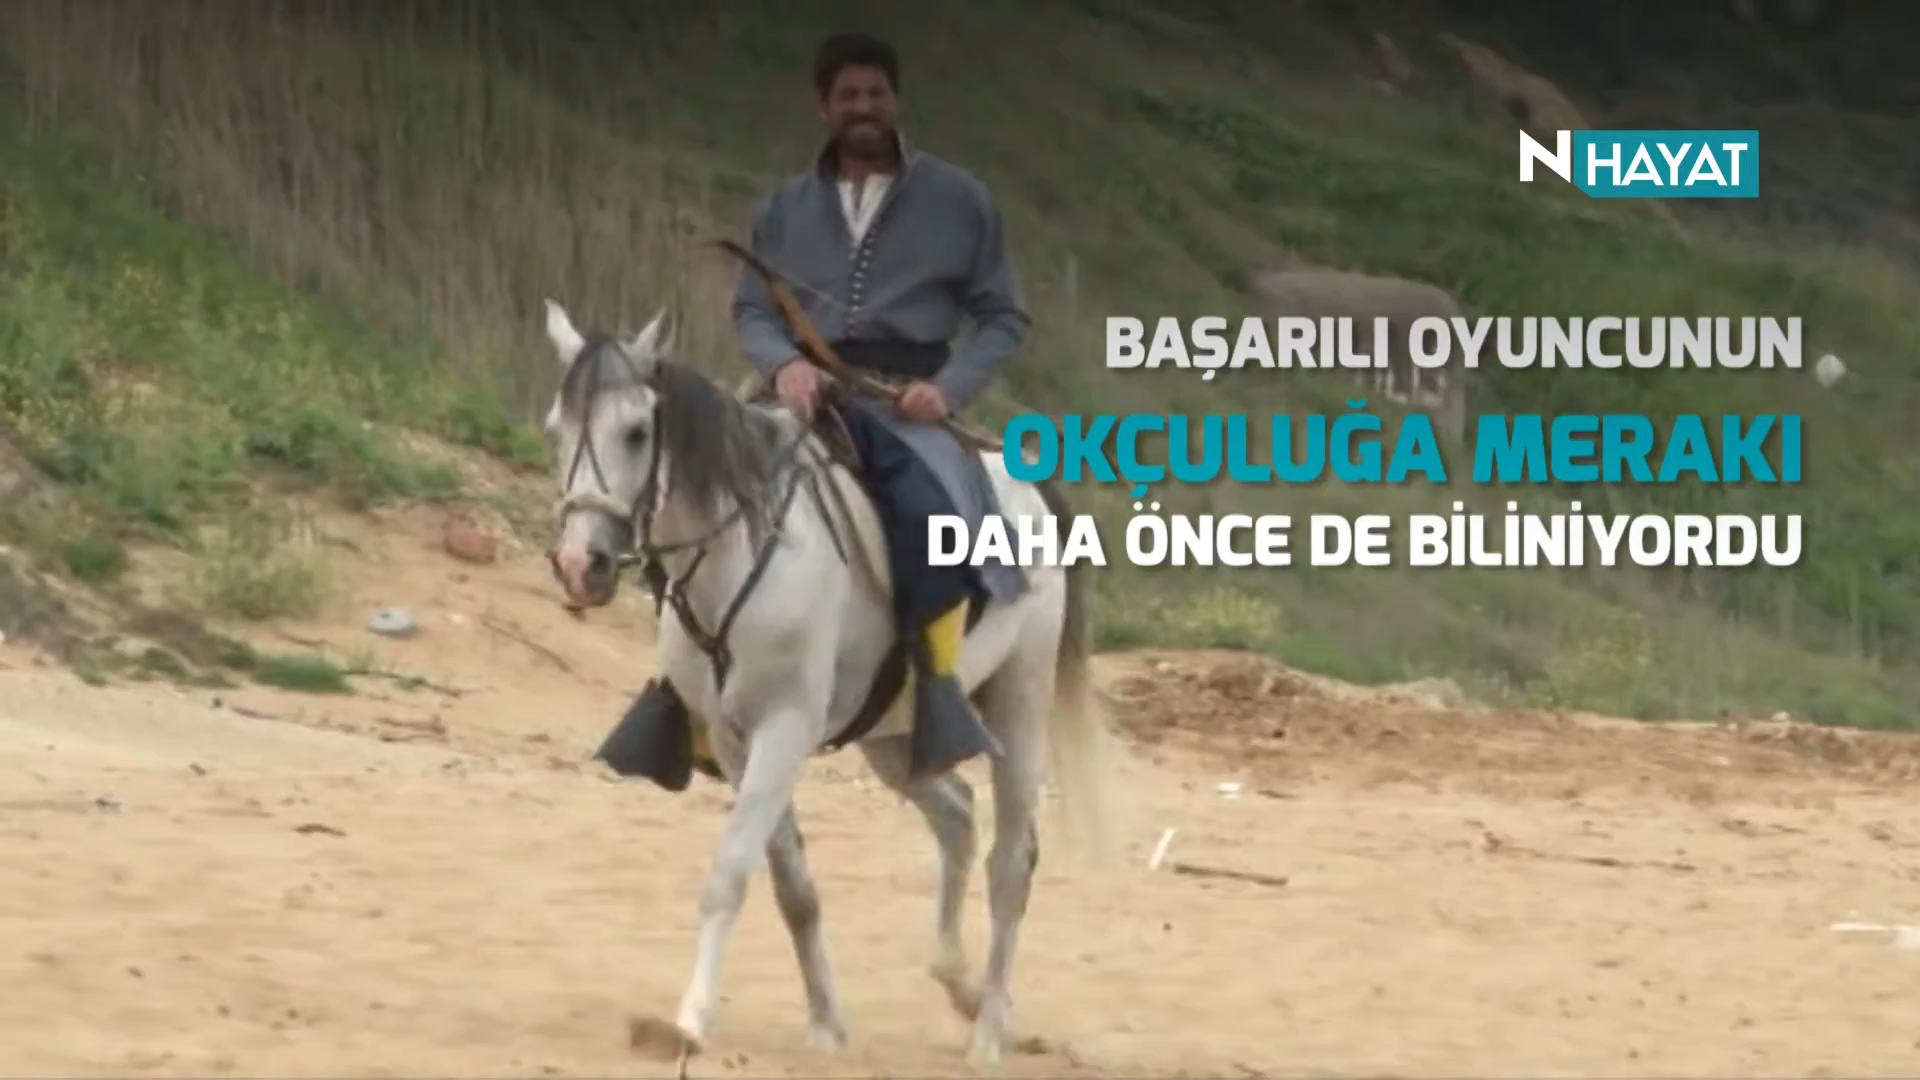 N HAYAT
BAŞARILI OYUNCUNUN
OKÇULUĞA MERAKI
DAHA ÖNCE DE BİLİNİYORDU